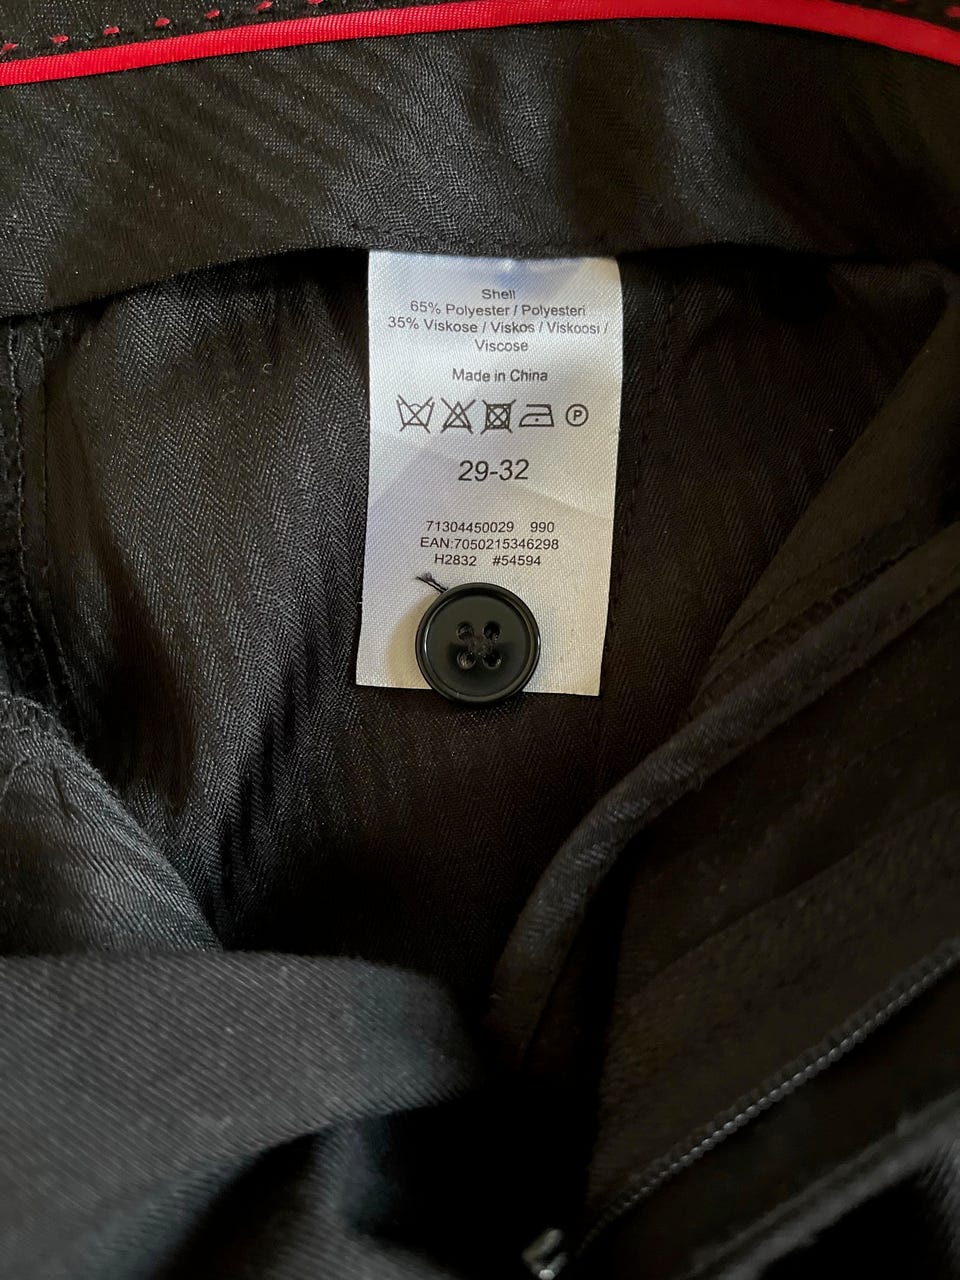 Shell
65% Polyester / Polyesteri
35% Viskose / Viskos / Viskoosi /
Viscose
Made in China
P
29-32
71304450029 990
EAN:7050215346298
H2832 #54594